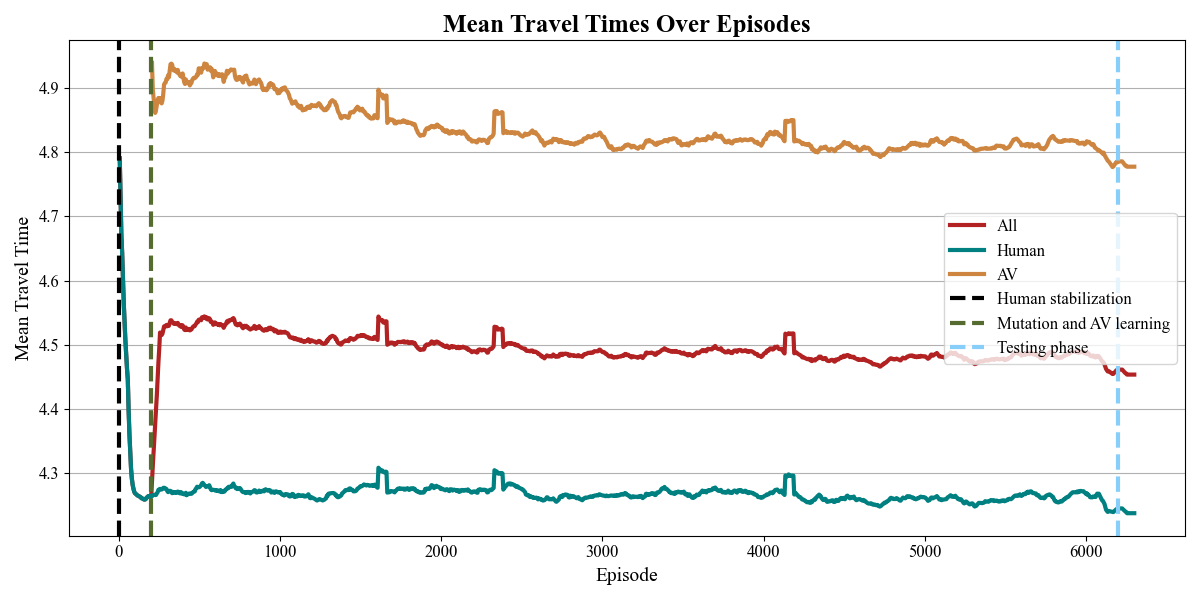 Mean Travel Times Over Episodes
Mean Travel Time
4.9
4.8
4.7
4.6
4.5
4.4
4.3
All
Human
AV
Human stabilization
Mutation and AV learning
Testing phase
0 1000 2000 3000 4000 5000 6000
Episode